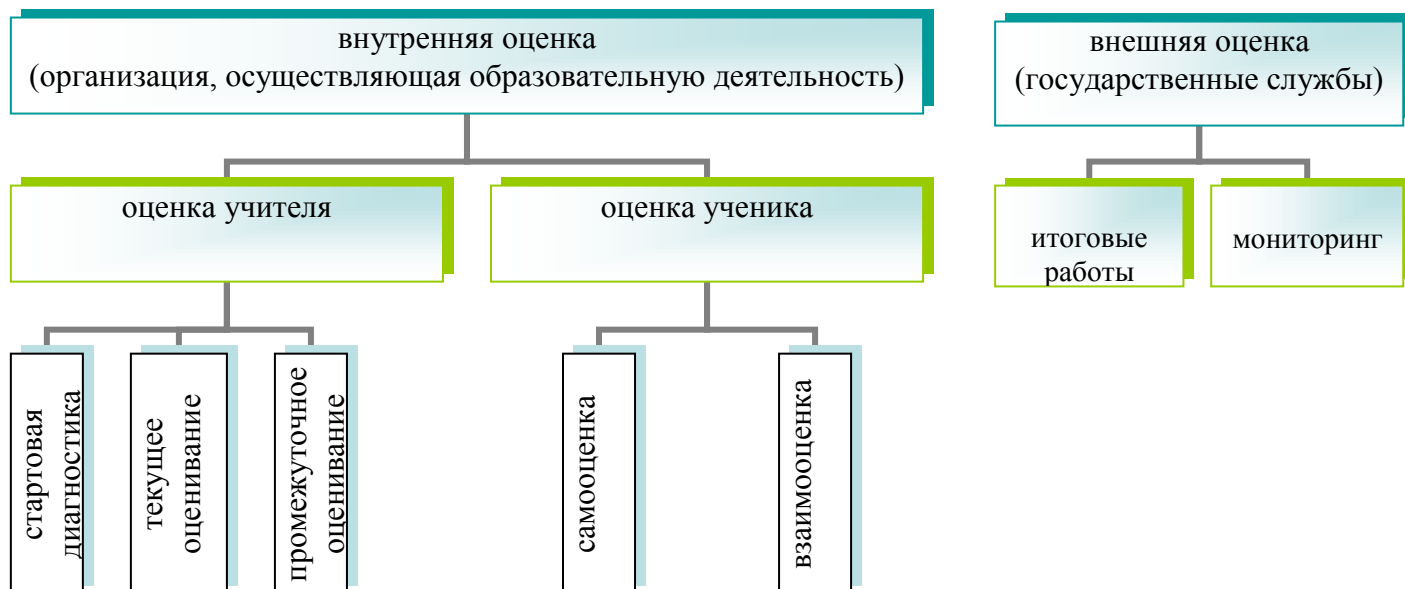 внутренняя оценка
(организация, осуществляющая образовательную деятельность)
внешняя оценка
(государственные службы)
оценка учителя
оценка ученика
итоговые
работы
мониторинг
стартовая
диагностика
текущее
оценивание
промежуточное
оценивание
самооценка
взаимооценка